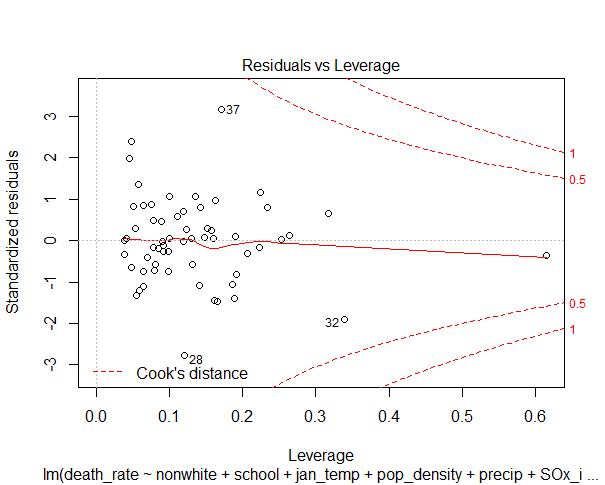 Residuals vs Leverage
Standardized residuals
3
2
1
0
-1
-2
-3
37
32
28
1
0.5
0.5
1
Cook's distance
0.0 0.1 0.2 0.3 0.4 0.5 0.6
Leverage
lm(death_rate ~ nonwhite + school + jan_temp + pop_density + precip + SOx_i ...